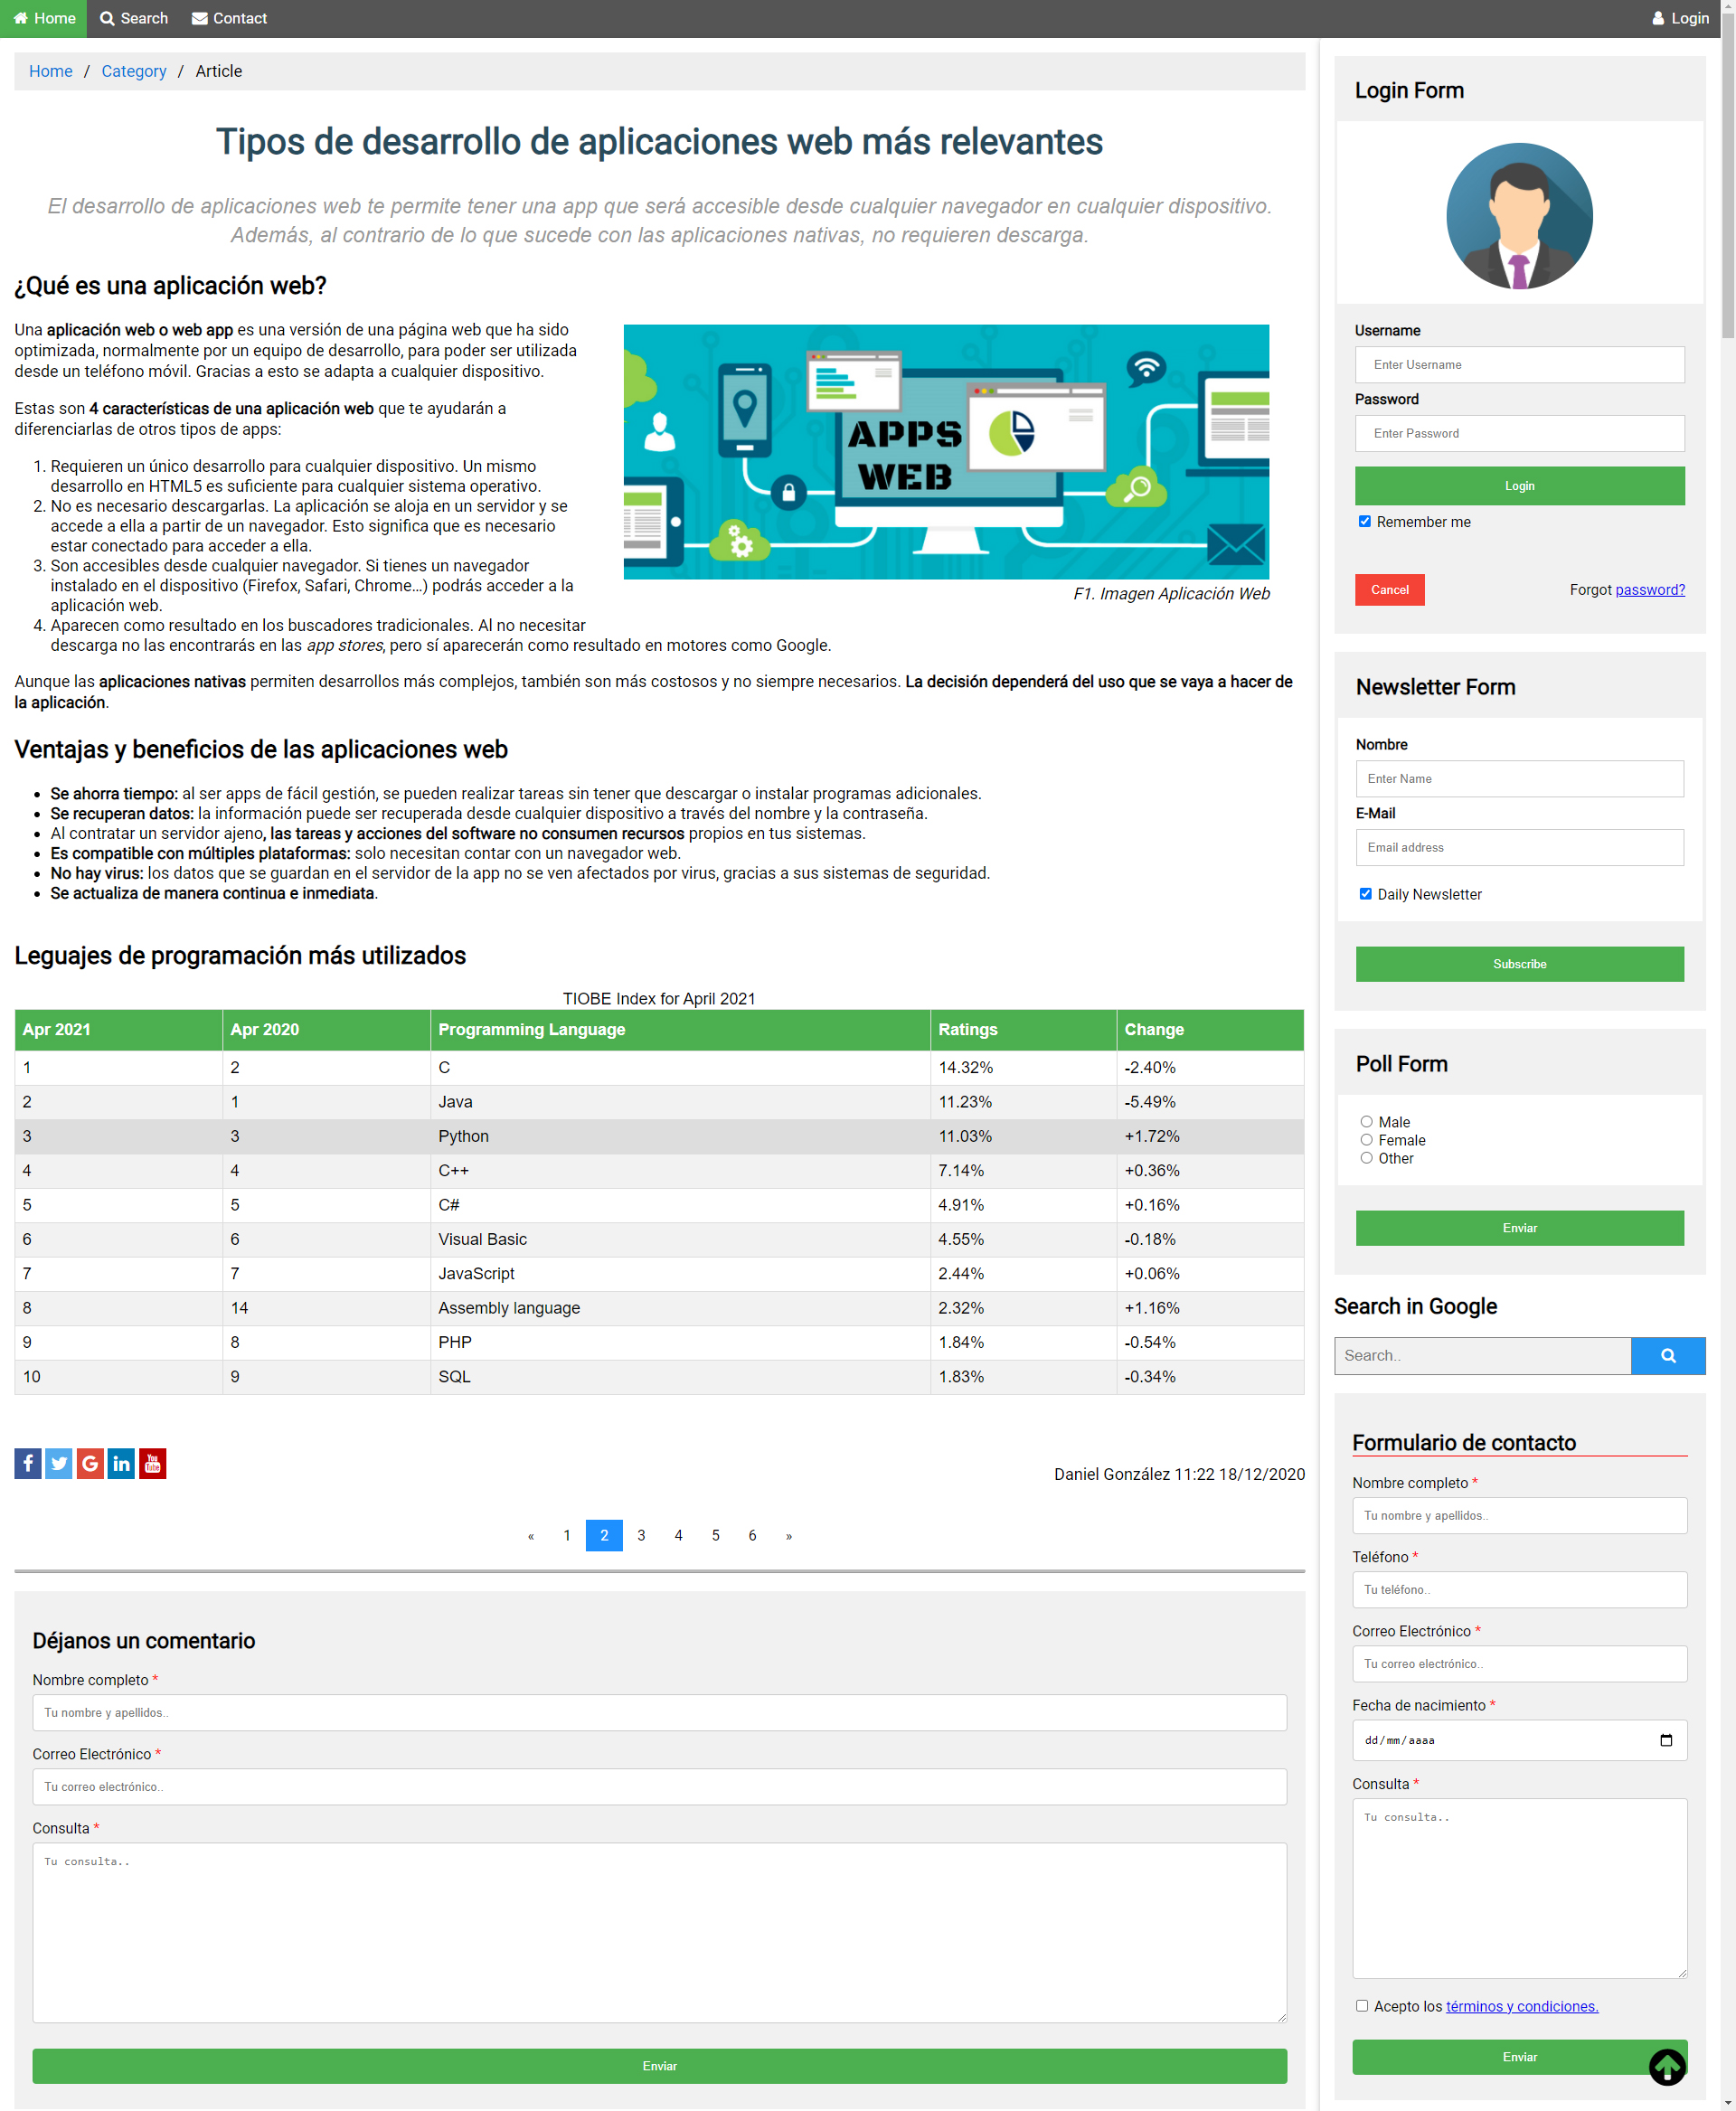 Home Search Contact Login
Home / Category / Article
Tipos de desarrollo de aplicaciones web más relevantes
El desarrollo de aplicaciones web te permite tener una app que será accesible desde cualquier navegador en cualquier dispositivo.
Además, al contrario de lo que sucede con las aplicaciones nativas, no requieren descarga.
¿Qué es una aplicación web?
Una aplicación web o web app es una versión de una página web que ha sido
optimizada, normalmente por un equipo de desarrollo, para poder ser utilizada
desde un teléfono móvil. Gracias a esto se adapta a cualquier dispositivo.
Estas son 4 características de una aplicación web que te ayudarán a
diferenciarlas de otros tipos de apps:
1. Requieren un único desarrollo para cualquier dispositivo. Un mismo
desarrollo en HTML5 es suficiente para cualquier sistema operativo.
2. No es necesario descargarlas. La aplicación se aloja en un servidor y se
accede a ella a partir de un navegador. Esto significa que es necesario
estar conectado para acceder a ella.
3. Son accesibles desde cualquier navegador. Si tienes un navegador
instalado en el dispositivo (Firefox, Safari, Chrome…) podrás acceder a la
aplicación web.
4. Aparecen como resultado en los buscadores tradicionales. Al no necesitar
descarga no las encontrarás en las app stores, pero sí aparecerán como resultado en motores como Google.
APPS
WEB
F1. Imagen Aplicación Web
Aunque las aplicaciones nativas permiten desarrollos más complejos, también son más costosos y no siempre necesarios. La decisión dependerá del uso que se vaya a hacer de
la aplicación.
Ventajas y beneficios de las aplicaciones web
• Se ahorra tiempo: al ser apps de fácil gestión, se pueden realizar tareas sin tener que descargar o instalar programas adicionales.
• Se recuperan datos: la información puede ser recuperada desde cualquier dispositivo a través del nombre y la contraseña.
• Al contratar un servidor ajeno, las tareas y acciones del software no consumen recursos propios en tus sistemas.
• Es compatible con múltiples plataformas: solo necesitan contar con un navegador web.
• No hay virus: los datos que se guardan en el servidor de la app no se ven afectados por virus, gracias a sus sistemas de seguridad.
• Se actualiza de manera continua e inmediata.
Leguajes de programación más utilizados
TIOBE Index for April 2021
Apr 2021 Apr 2020 Programming Language Ratings Change
1 2 C 14.32% -2.40%
2 1 Java 11.23% -5.49%
3 3 Python 11.03% +1.72%
4 4 C++ 7.14% +0.36%
5 5 C# 4.91% +0.16%
6 6 Visual Basic 4.55% -0.18%
7 7 JavaScript 2.44% +0.06%
8 14 Assembly language 2.32% +1.16%
9 8 PHP 1.84% -0.54%
10 9 SQL 1.83% -0.34%
f G in You Tube
Daniel González 11:22 18/12/2020
« 1 2 3 4 5 6 »
Déjanos un comentario
Nombre completo *
Tu nombre y apellidos..
Correo Electrónico *
Tu correo electrónico..
Consulta *
Tu consulta..
Enviar
Login Form
Username
Enter Username
Password
Enter Password
Login
Remember me
Cancel Forgot password?
Newsletter Form
Nombre
Enter Name
E-Mail
Email address
Daily Newsletter
Subscribe
Poll Form
Male
Female
Other
Enviar
Search in Google
Search..
Formulario de contacto
Nombre completo *
Tu nombre y apellidos..
Teléfono *
Tu teléfono..
Correo Electrónico *
Tu correo electrónico..
Fecha de nacimiento *
dd/mm/aaaa
Consulta *
Tu consulta..
Acepto los términos y condiciones.
Enviar